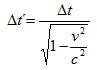 Δt′ = Δt / √(1 − v²/c²)